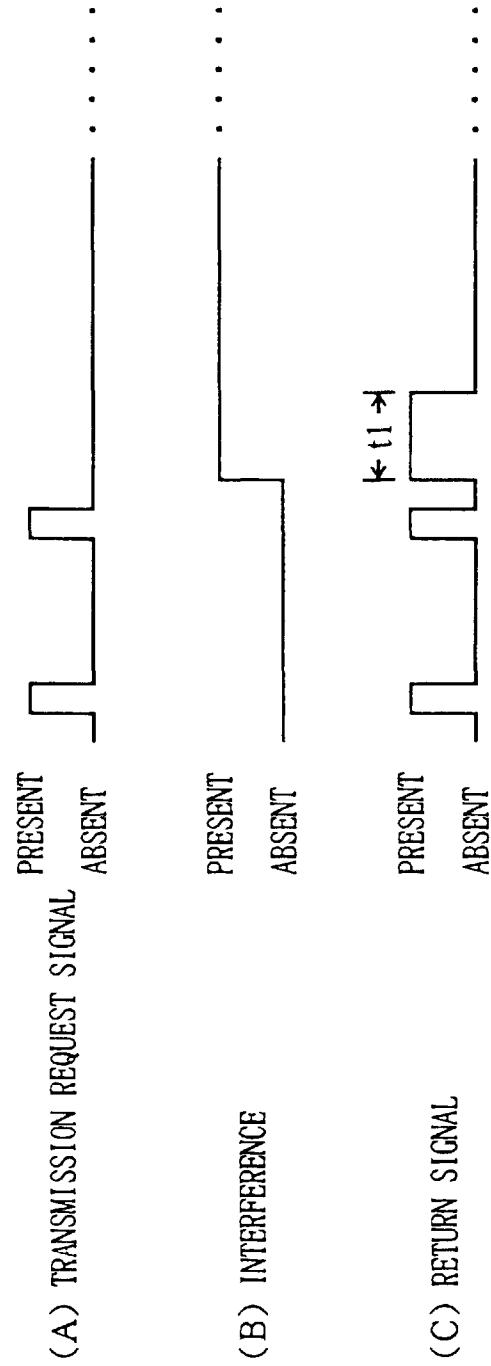 (A) TRANSMISSION REQUEST SIGNAL
PRESENT
ABSENT
(B) INTERFERENCE
PRESENT
ABSENT
(C) RETURN SIGNAL
PRESENT
ABSENT
t1